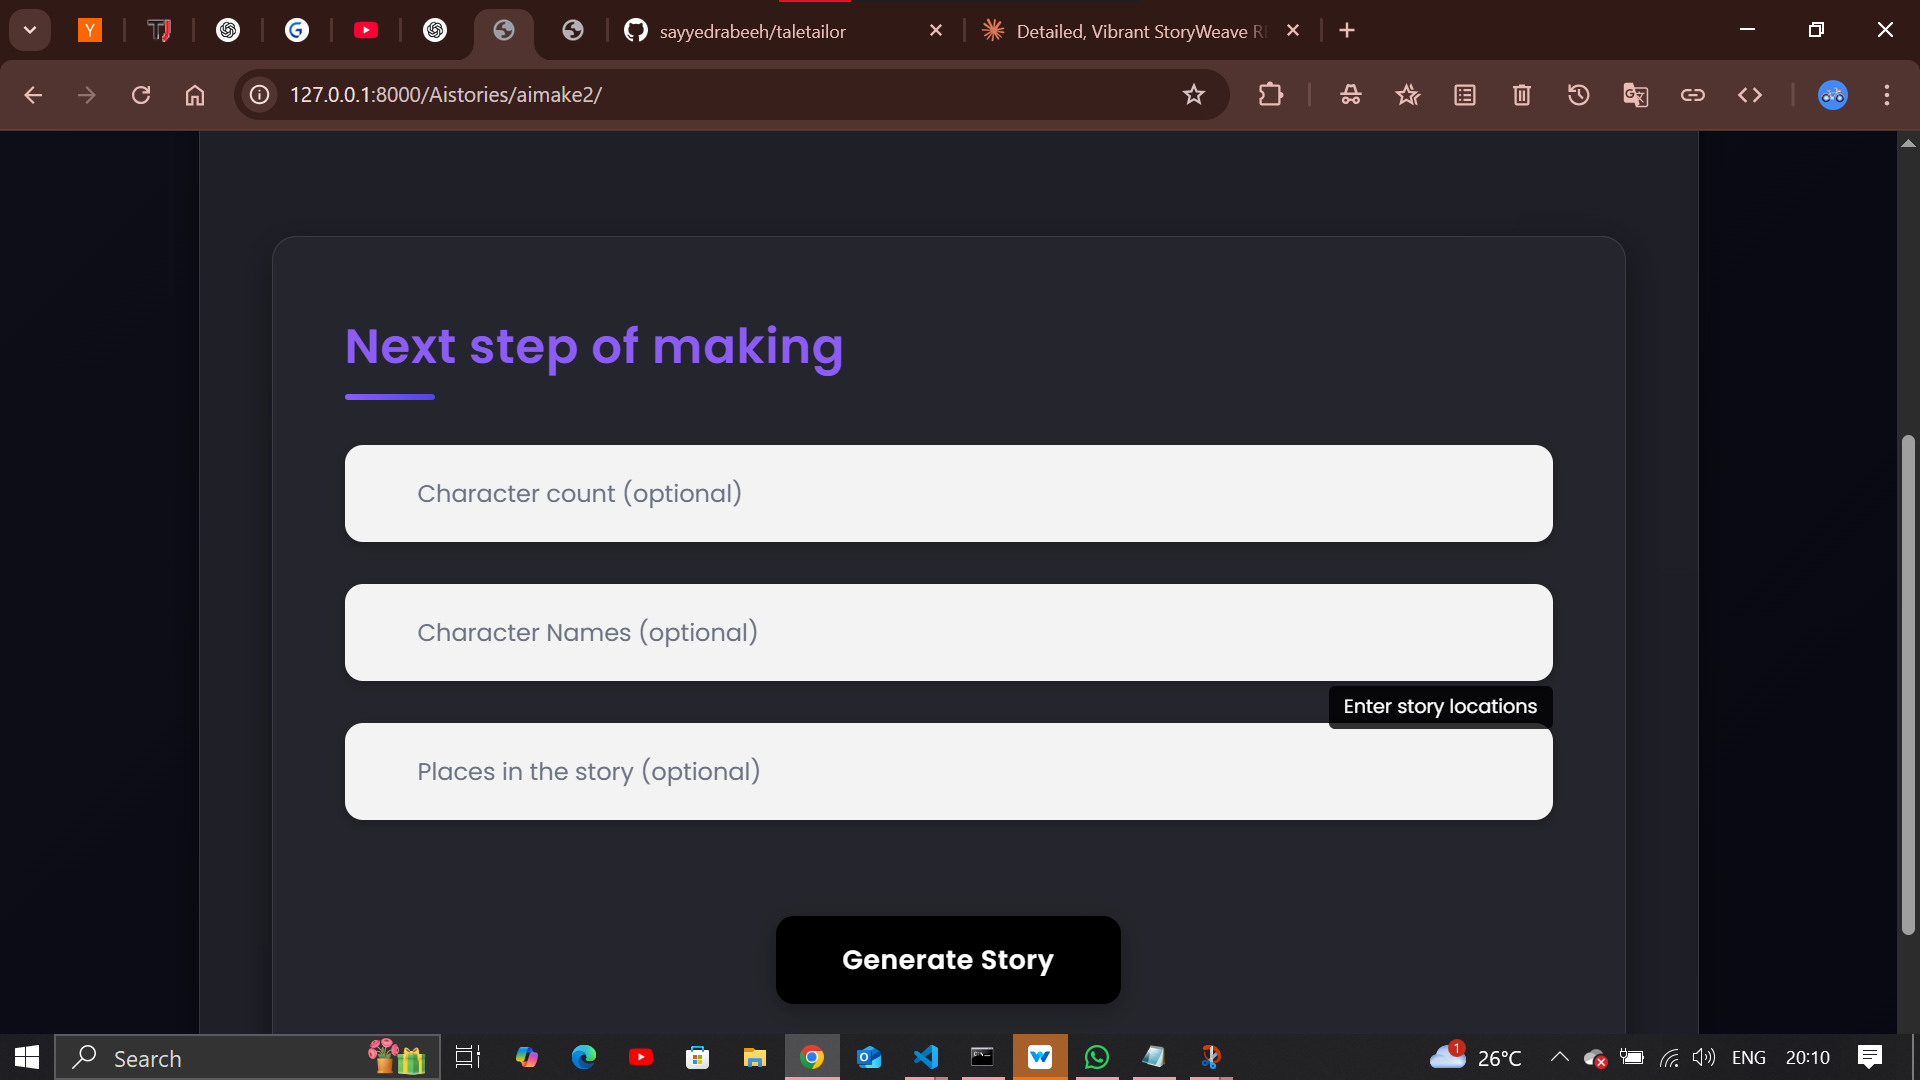 sayyedrabeeh/taletailor
Detailed, Vibrant StoryWeave
127.0.0.1:8000/Aistories/aimake2/
Next step of making
Character count (optional)
Character Names (optional)
Enter story locations
Places in the story (optional)
Generate Story
Search
1
26°C
ENG
20:10